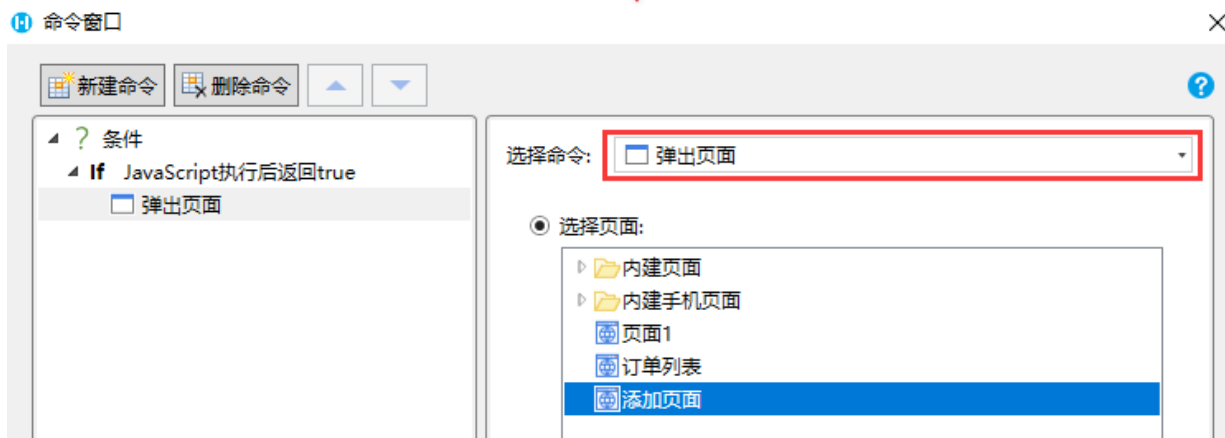 命令窗口
新建命令 删除命令
条件
If JavaScript执行后返回true
弹出页面
选择命令: 弹出页面
选择页面:
内建页面
内建手机页面
页面1
订单列表
添加页面